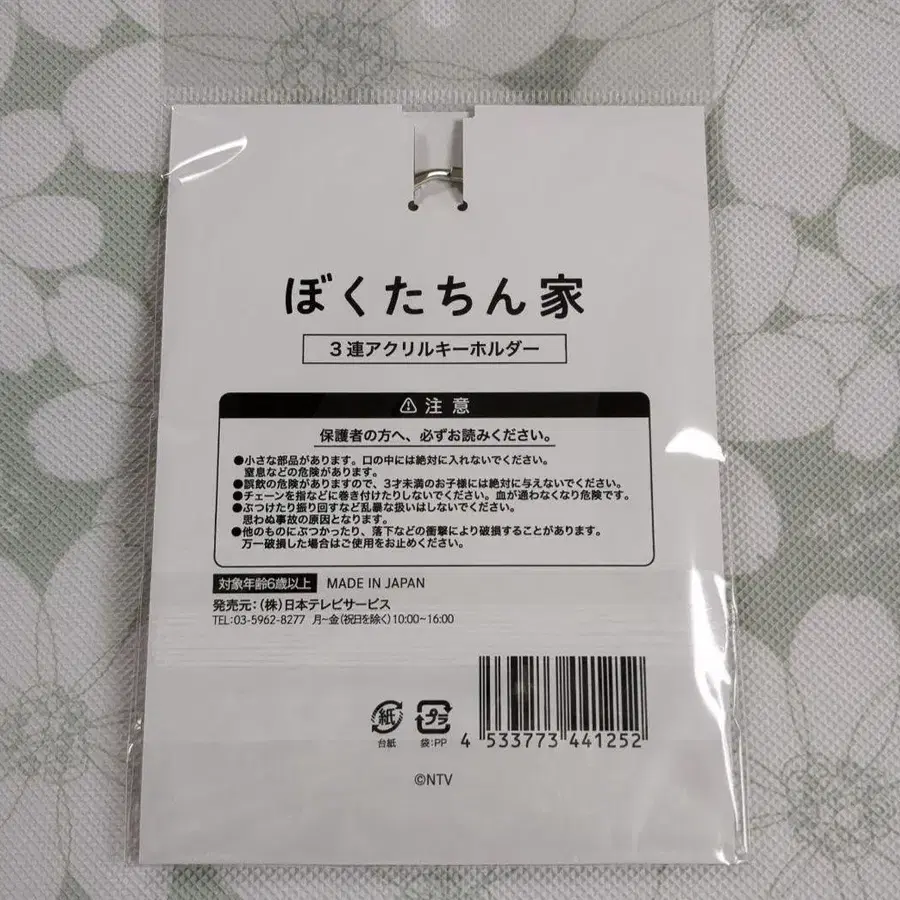 ぼくたちん家
3連アクリルキーホルダー
⚠注意
保護者の方へ、必ずお読みください。
●小さな部品があります。口の中には絶対に入れないでください。
窒息などの危険があります。
●誤飲の危険がありますので、3才未満のお子様には絶対に与えないでください。
●チェーンを指などに巻き付けたりしないでください。血が通わなくなり危険です。
●ぶつけたり振り回すなど乱暴な扱いはしないでください。
思わぬ事故の原因となります。
●他のものにぶつかったり、落下などの衝撃により破損することがあります。
万一破損した場合はご使用をお止めください。
対象年齢6歳以上 MADE IN JAPAN
発売元:(株)日本テレビサービス
TEL:03-5962-8277 月~金(祝日を除く)10:00~16:00
紙 プラ
台紙 袋:PP 4 533773 441252
©NTV